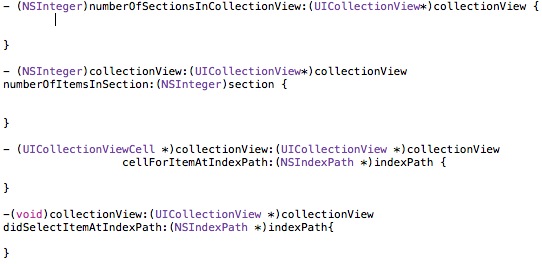 - (NSInteger)numberOfSectionsInCollectionView:(UICollectionView*)collectionView {
}
- (NSInteger)collectionView:(UICollectionView*)collectionView
numberOfItemsInSection:(NSInteger)section {
}
- (UICollectionViewCell *)collectionView:(UICollectionView *)collectionView
cellForItemAtIndexPath:(NSIndexPath *)indexPath {
}
-(void)collectionView:(UICollectionView *)collectionView
didSelectItemAtIndexPath:(NSIndexPath *)indexPath{
}